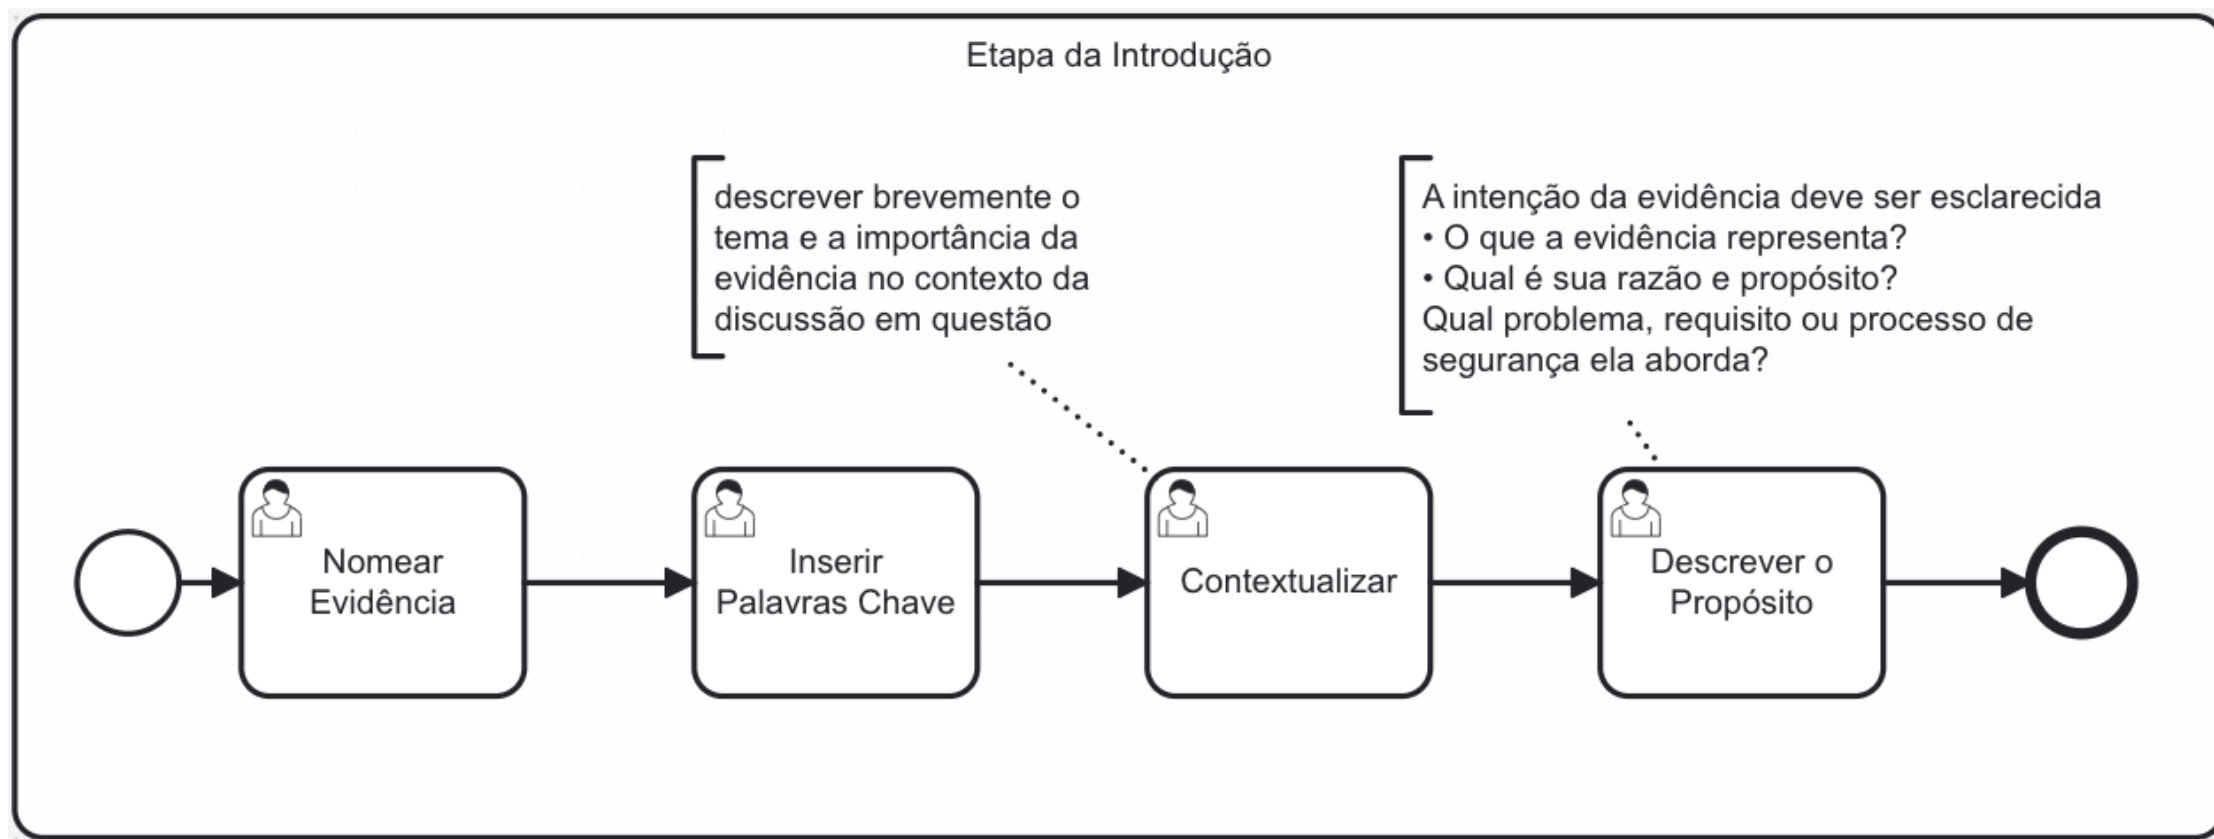 Etapa da Introdução
descrever brevemente o
tema e a importância da
evidência no contexto da
discussão em questão
A intenção da evidência deve ser esclarecida
• O que a evidência representa?
• Qual é sua razão e propósito?
Qual problema, requisito ou processo de
segurança ela aborda?
Nomear
Evidência
Inserir
Palavras Chave
Contextualizar
Descrever o
Propósito